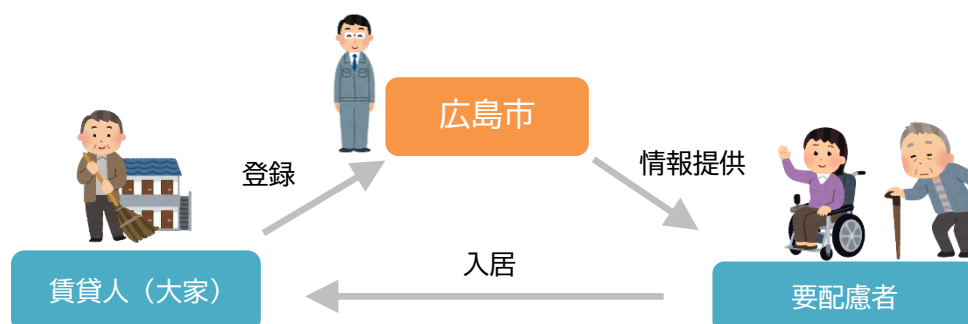 広島市
登録
情報提供
入居
賃貸人（大家）
要配慮者